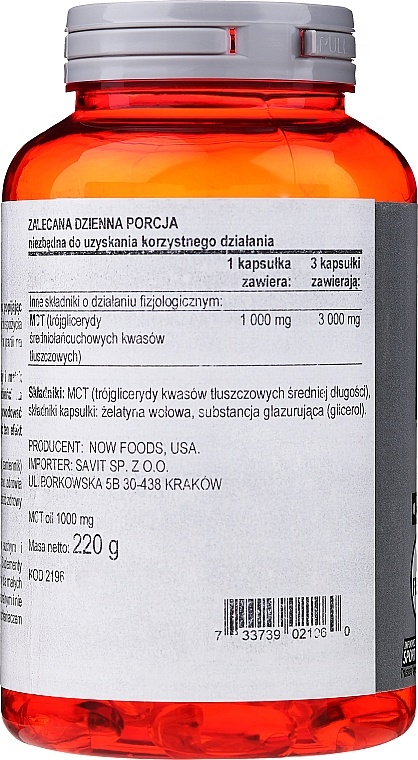 PULL
ZALECANA DZIENNA PORCJA
niezbędna do uzyskania korzystnego działania
1 kapsułka 3 kapsułki
zawiera: zawierają:
Inne składniki o działaniu fizjologicznym:
MCT (trójglicerydy 1 000 mg 3 000 mg
średniołańcuchowych kwasów
tłuszczowych)
Składniki: MCT (trójglicerydy kwasów tłuszczowych średniej długości),
składniki kapsułki: żelatyna wołowa, substancja glazurująca (glicerol).
PRODUCENT: NOW FOODS, USA.
IMPORTER: SAVIT SP. Z O.O.
UL.BORKOWSKA 5B 30-438 KRAKÓW
MCT oil 1000 mg
Masa netto: 220 g
KOD 2196
7 33739 02196 0
SPORT